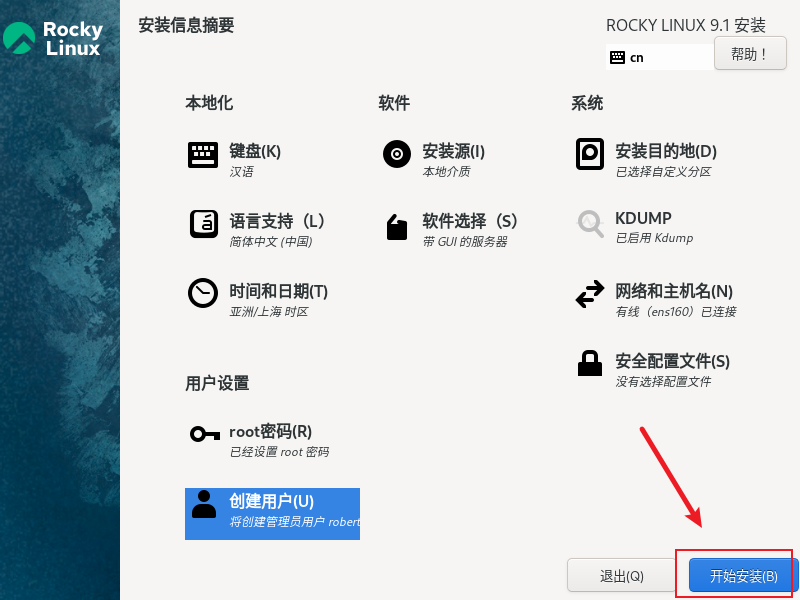 Rocky
Linux
安装信息摘要
ROCKY LINUX 9.1 安装
cn
帮助！
本地化
软件
系统
键盘(K)
汉语
安装源(I)
本地介质
安装目的地(D)
已选择自定义分区
语言支持（L）
简体中文 (中国)
软件选择（S）
带 GUI 的服务器
KDUMP
已启用 Kdump
时间和日期(T)
亚洲/上海 时区
网络和主机名(N)
有线（ens160）已连接
安全配置文件(S)
没有选择配置文件
用户设置
root密码(R)
已经设置 root 密码
创建用户(U)
将创建管理员用户 robert
退出(Q)
开始安装(B)